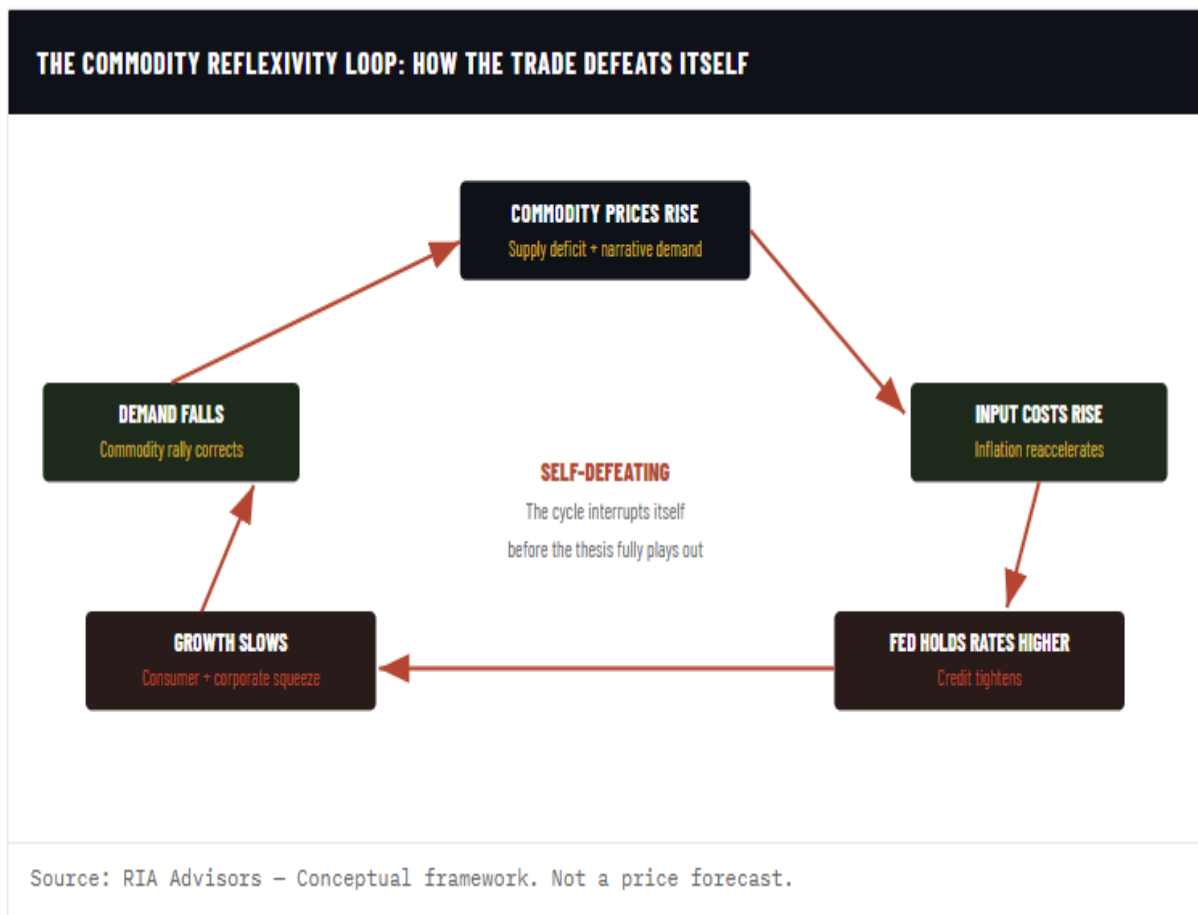 THE COMMODITY REFLEXIVITY LOOP: HOW THE TRADE DEFEATS ITSELF
COMMODITY PRICES RISE
Supply deficit + narrative demand
DEMAND FALLS
Commodity rally corrects
INPUT COSTS RISE
Inflation reaccelerates
SELF-DEFEATING
The cycle interrupts itself
before the thesis fully plays out
GROWTH SLOWS
Consumer + corporate squeeze
FED HOLDS RATES HIGHER
Credit tightens
Source: RIA Advisors — Conceptual framework. Not a price forecast.